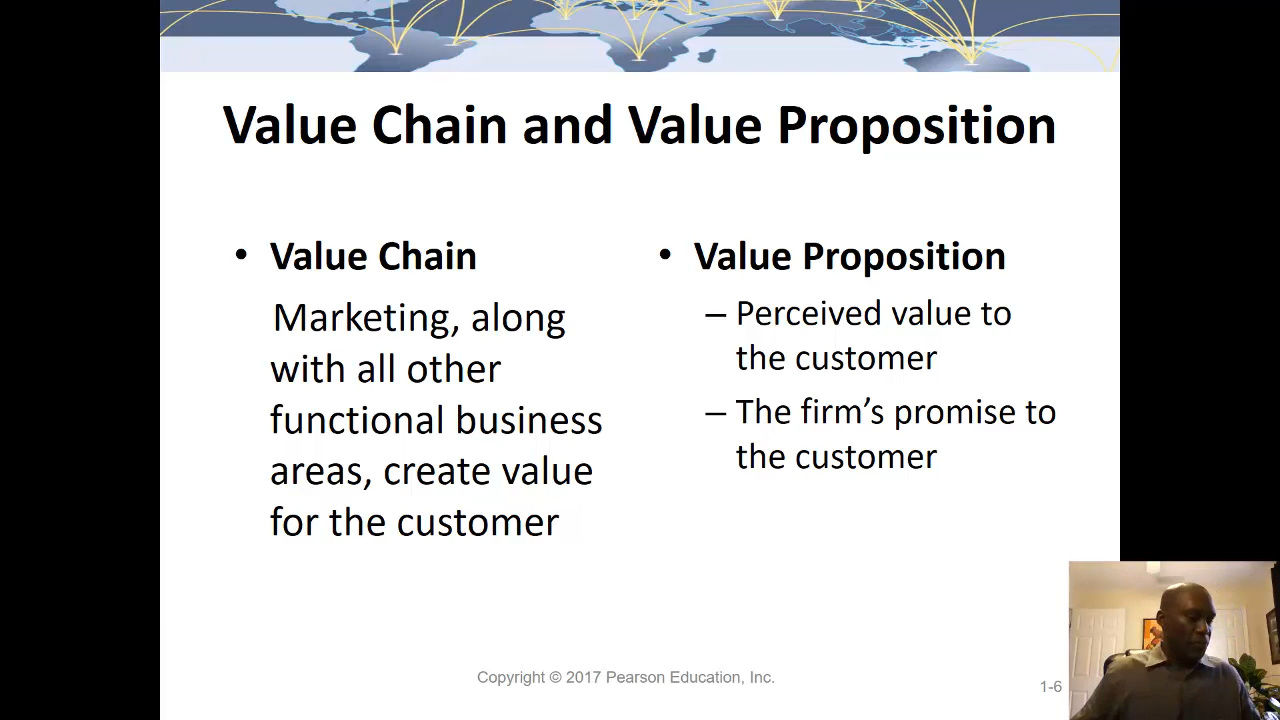 Value Chain and Value Proposition
• Value Chain
Marketing, along
with all other
functional business
areas, create value
for the customer
• Value Proposition
– Perceived value to
the customer
– The firm’s promise to
the customer
Copyright © 2017 Pearson Education, Inc.
1-6